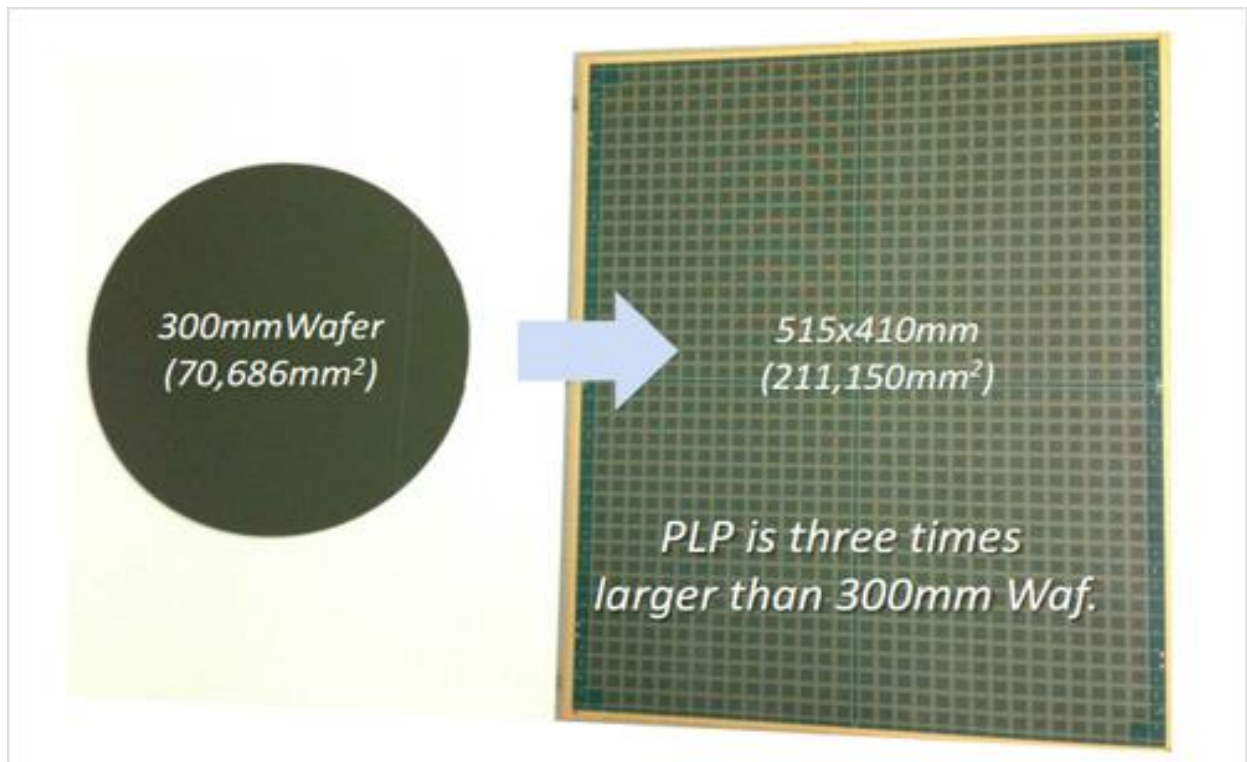 300mmWafer
(70,686mm²)
515x410mm
(211,150mm²)
PLP is three times
larger than 300mm Waf.